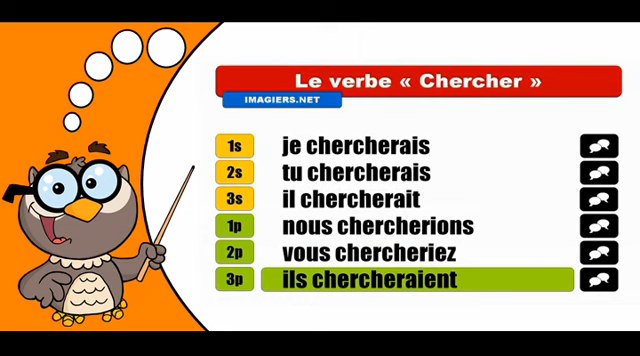 Le verbe « Chercher »
IMAGIERS.NET
1s je chercherais
2s tu chercherais
3s il chercherait
1p nous chercherions
2p vous chercheriez
3p ils chercheraient